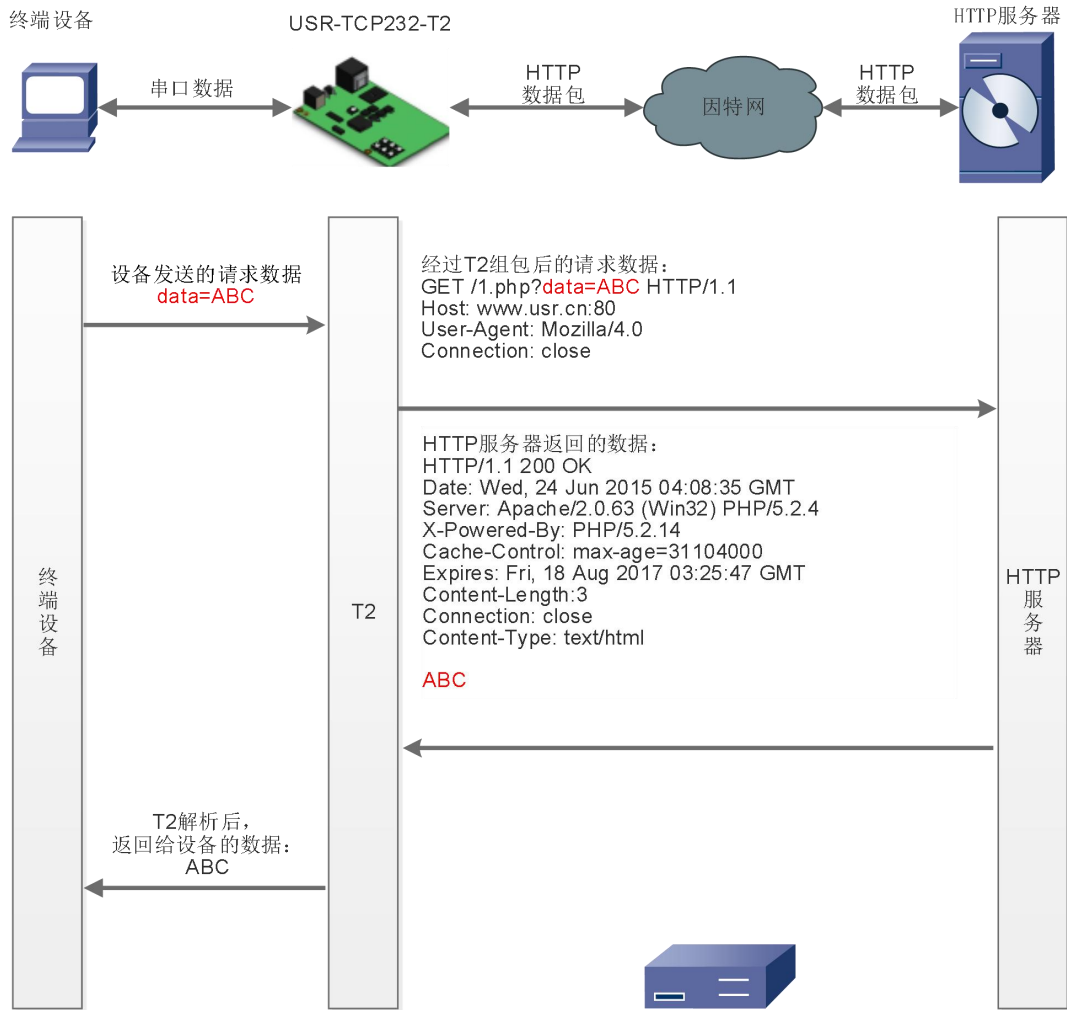 终端设备
USR-TCP232-T2
HTTP服务器
串口数据
HTTP
数据包
因特网
HTTP
数据包
设备发送的请求数据
data=ABC
经过T2组包后的请求数据:
GET /1.php?data=ABC HTTP/1.1
Host: www.usr.cn:80
User-Agent: Mozilla/4.0
Connection: close
HTTP服务器返回的数据:
HTTP/1.1 200 OK
Date: Wed, 24 Jun 2015 04:08:35 GMT
Server: Apache/2.0.63 (Win32) PHP/5.2.4
X-Powered-By: PHP/5.2.14
Cache-Control: max-age=31104000
Expires: Fri, 18 Aug 2017 03:25:47 GMT
Content-Length:3
Connection: close
Content-Type: text/html
ABC
终
端
设
备
T2
HTTP
服
务
器
T2解析后,
返回给设备的数据:
ABC